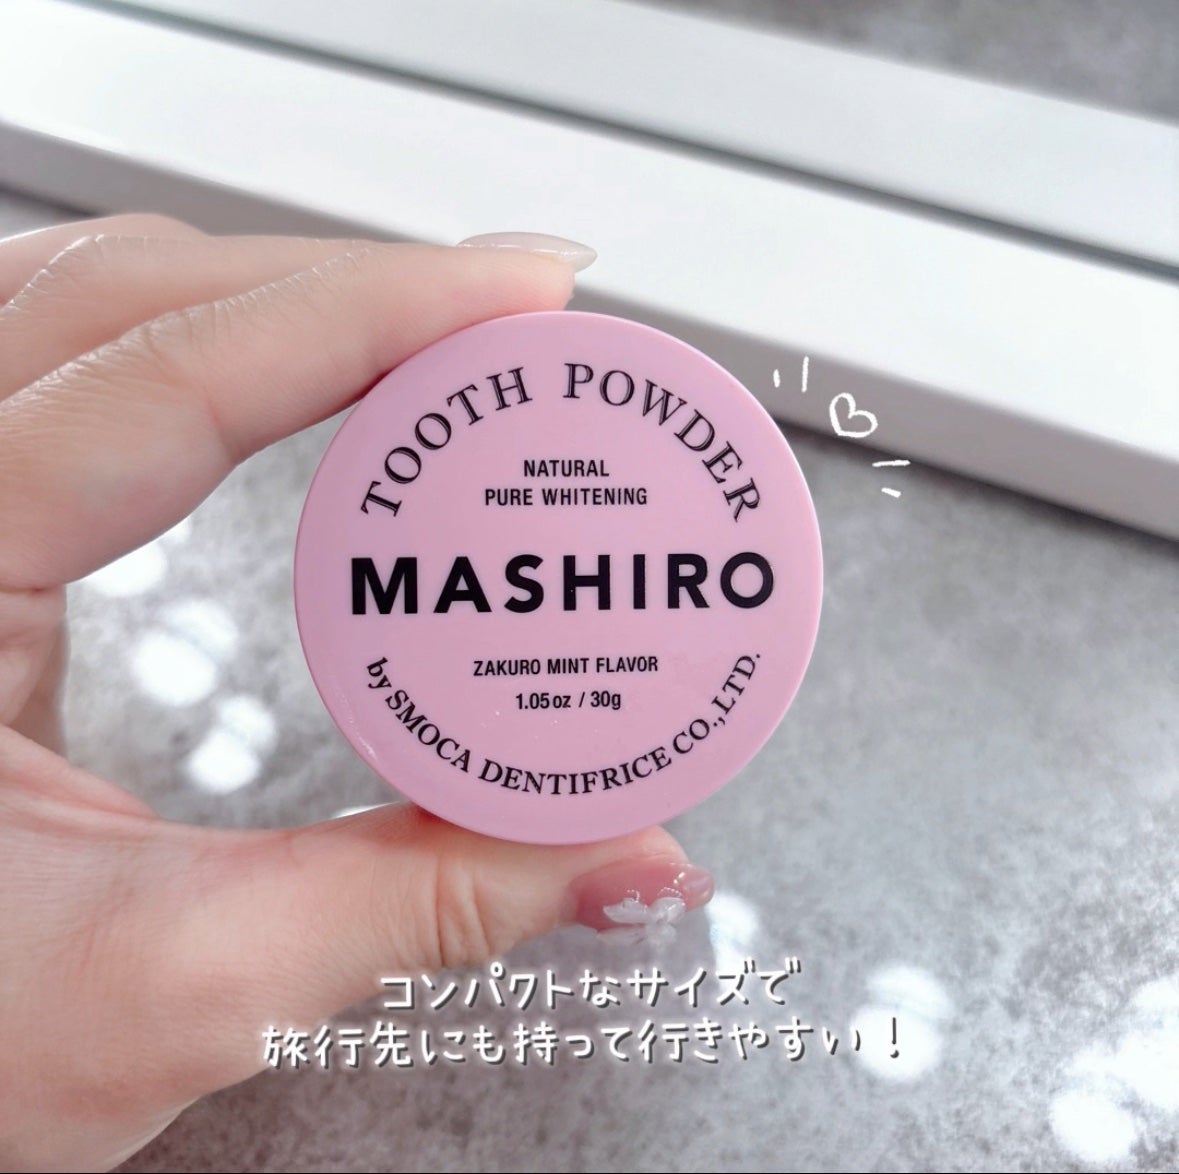 TOOTH POWDER
NATURAL
PURE WHITENING
MASHIRO
ZAKURO MINT FLAVOR
1.05oz / 30g
by SMOCA DENTIFRICE CO.,LTD.
コンパクトなサイズで
旅行先にも持って行きやすい！